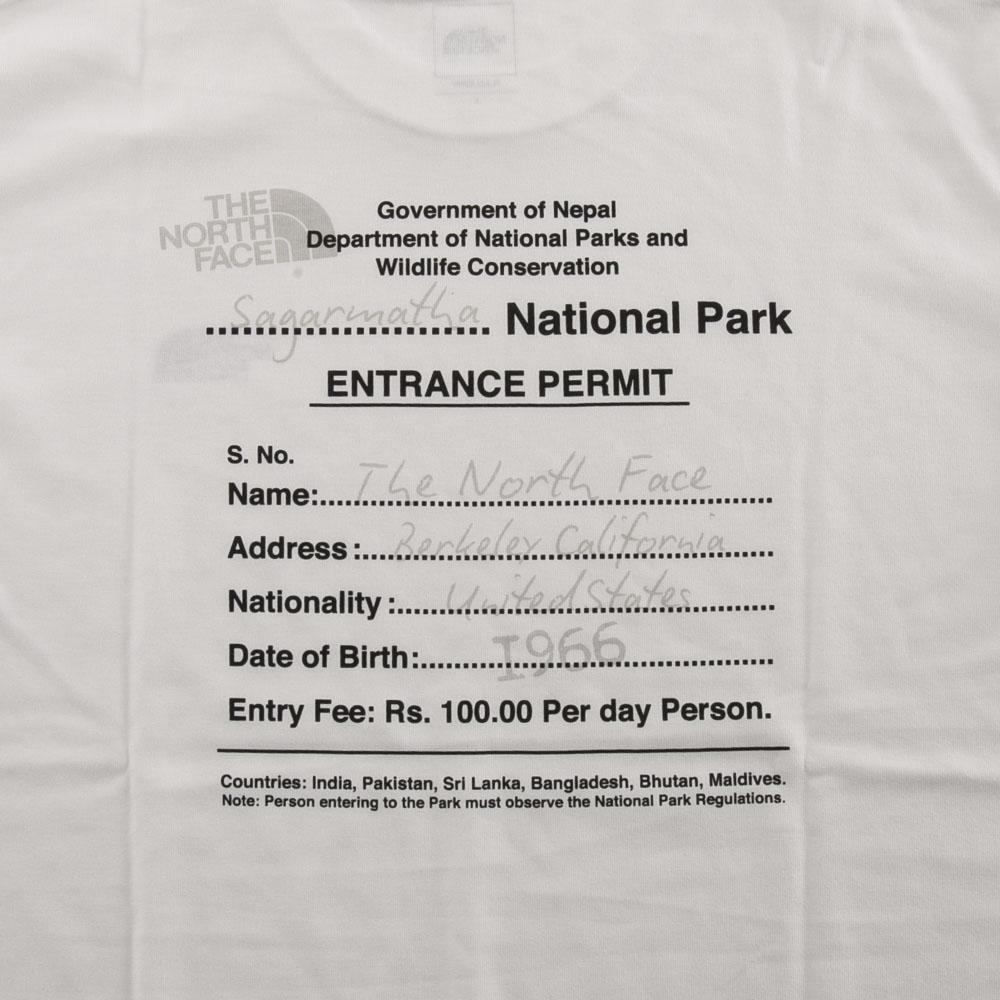 THE
NORTH
FACE
Government of Nepal
Department of National Parks and
Wildlife Conservation
Sagarmatha........................ National Park
ENTRANCE PERMIT
S. No.
Name:....The North Face........
Address :....Berkeley California......
Nationality :......United States........
Date of Birth:........1966................
Entry Fee: Rs. 100.00 Per day Person.
Countries: India, Pakistan, Sri Lanka, Bangladesh, Bhutan, Maldives.
Note: Person entering to the Park must observe the National Park Regulations.